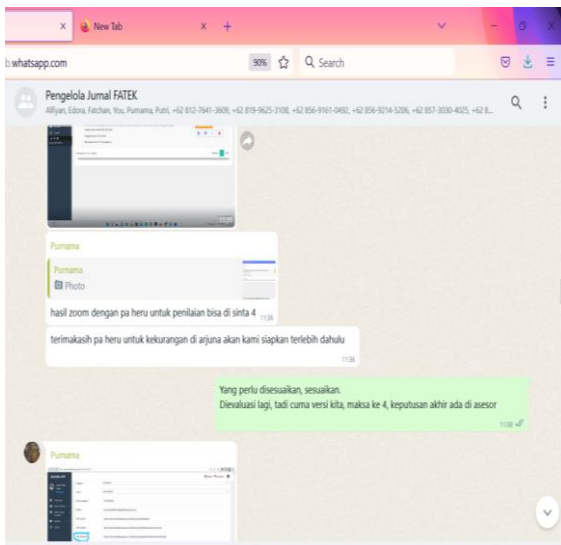 New Tab
b.whatsapp.com
90%
Search
Pengelola Jurnal FATEK
Alfiyan, Edora, Fatchan, You, Purnama, Putri, +62 812-7641-3609, +62 819-9625-3108, +62 856-9161-0492, +62 856-9214-5206, +62 857-3030-4025, +62 8...
Purnama
Purnama
Photo
hasil zoom dengan pa heru untuk penilaian bisa di sinta 4
11:38
terimakasih pa heru untuk kekurangan di arjuna akan kami siapkan terlebih dahulu
11:38
Yang perlu disesuaikan, sesuaikan.
Dievaluasi lagi, tadi cuma versi kita, maksa ke 4, keputusan akhir ada di asesor
11:38
Purnama